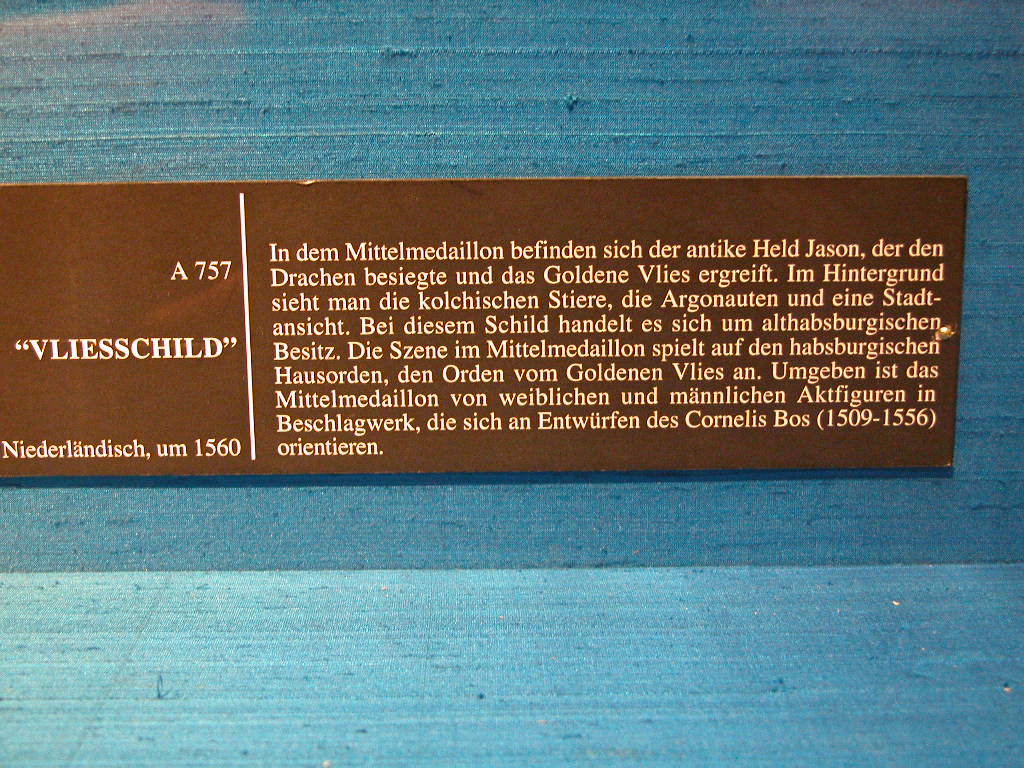 A 757
“VLIESSCHILD”
Niederländisch, um 1560
In dem Mittelmedaillon befinden sich der antike Held Jason, der den
Drachen besiegte und das Goldene Vlies ergreift. Im Hintergrund
sieht man die kolchischen Stiere, die Argonauten und eine Stadt-
ansicht. Bei diesem Schild handelt es sich um althabsburgischen
Besitz. Die Szene im Mittelmedaillon spielt auf den habsburgischen
Hausorden, den Orden vom Goldenen Vlies an. Umgeben ist das
Mittelmedaillon von weiblichen und männlichen Aktfiguren in
Beschlagwerk, die sich an Entwürfen des Cornelis Bos (1509-1556)
orientieren.